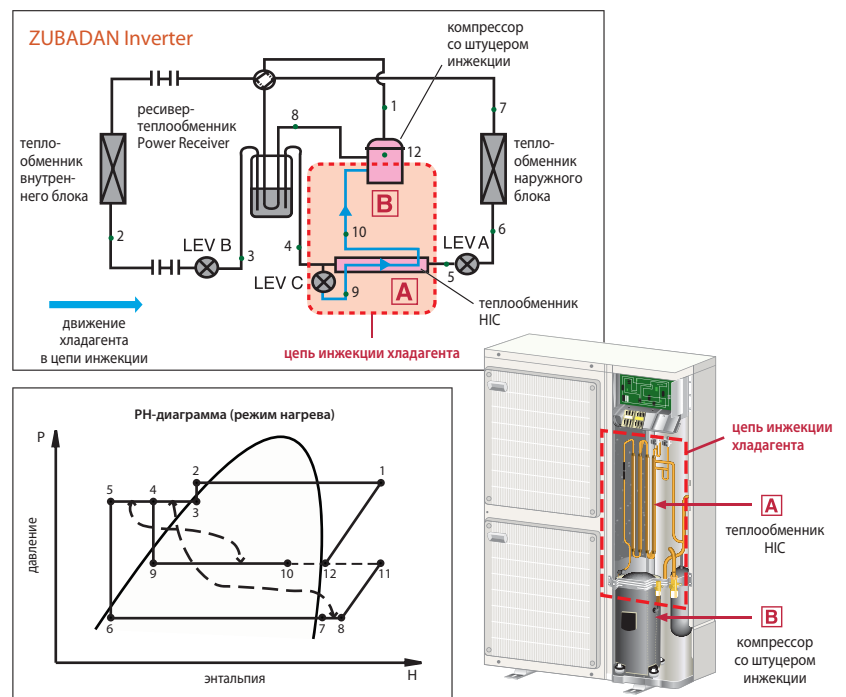 ZUBADAN Inverter
компрессор
со штуцером
инжекции
ресивер-
теплообменник
Power Receiver
8
1
7
12
тепло-
обменник
внутрен-
него блока
тепло-
обменник
наружного
блока
B
2
LEV B
3
4
10
LEV A
6
5
LEV C
9
A
теплообменник
HIC
движение
хладагента
в цепи инжекции
цепь инжекции хладагента
PH-диаграмма (режим нагрева)
P
давление
2
1
5
4
3
9
10
12
11
6
7
8
энтальпия
H
цепь инжекции
хладагента
A
теплообменник
HIC
B
компрессор
со штуцером
инжекции